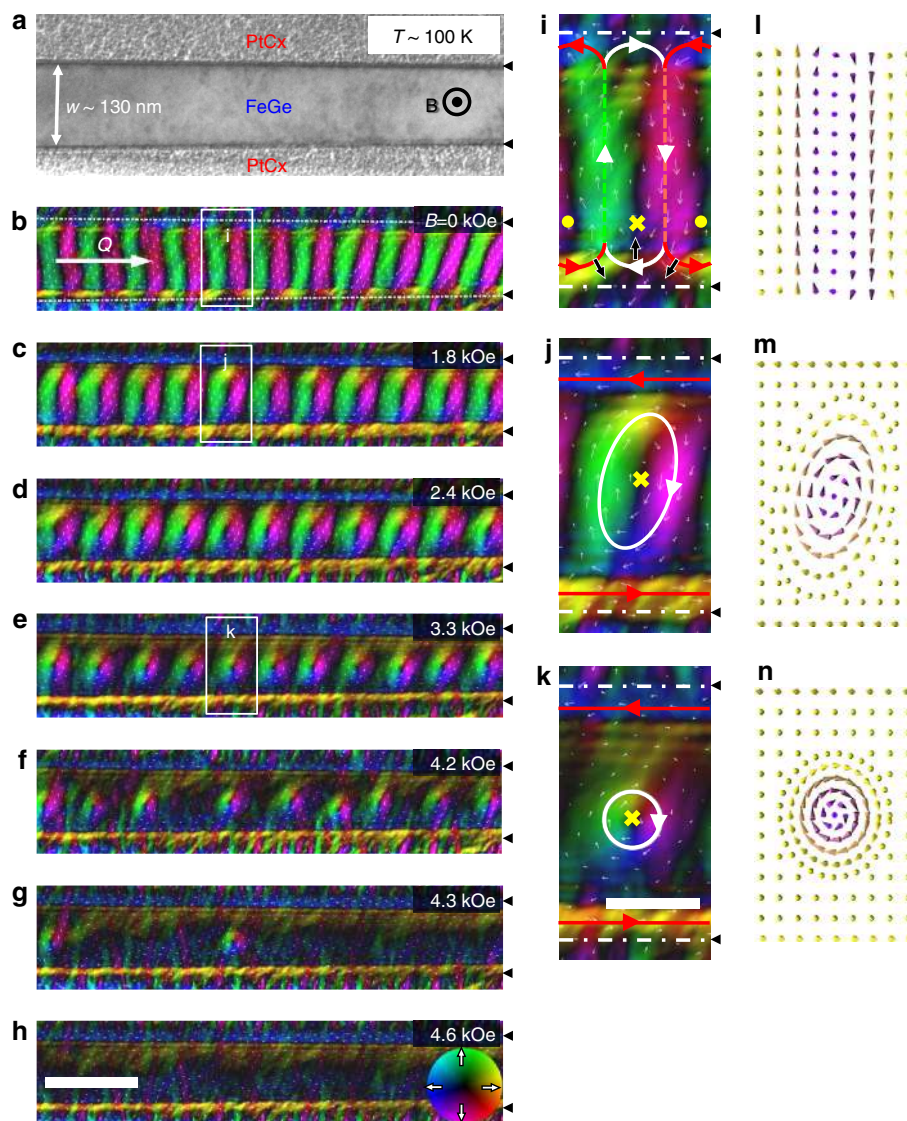 a
PtCx
T ~ 100 K
w ~ 130 nm
FeGe
B
PtCx
b
B=0 kOe
Q
i
c
1.8 kOe
j
d
2.4 kOe
e
3.3 kOe
k
f
4.2 kOe
g
4.3 kOe
h
4.6 kOe
i
j
k
l
m
n